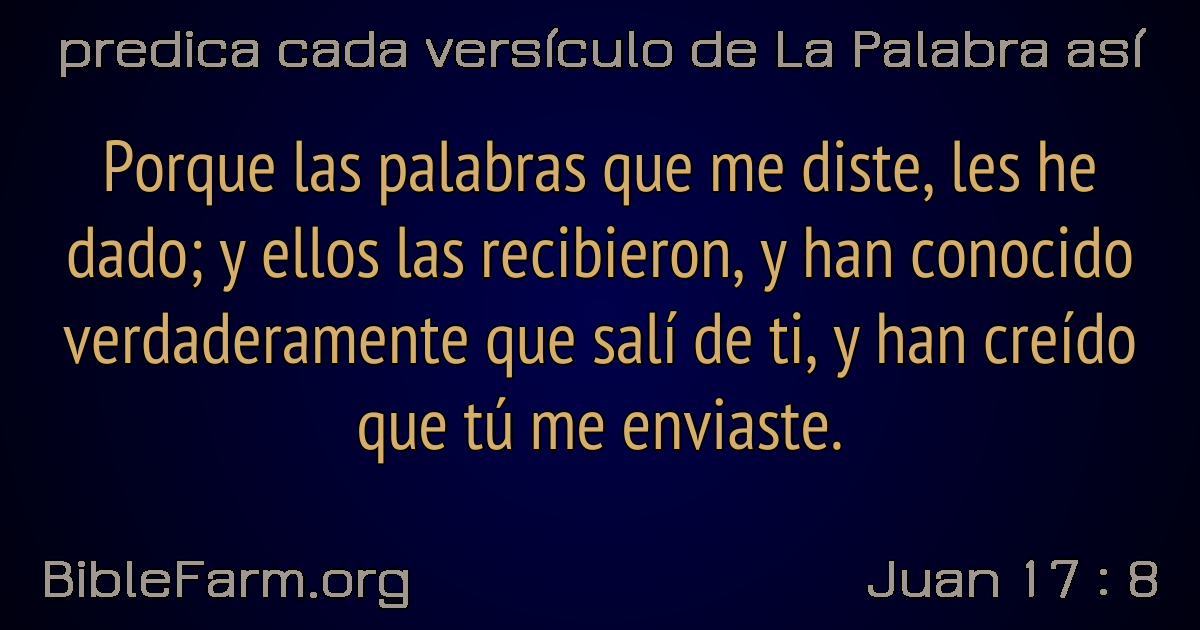 predica cada versículo de La Palabra así
Porque las palabras que me diste, les he
dado; y ellos las recibieron, y han conocido
verdaderamente que salí de ti, y han creído
que tú me enviaste.
BibleFarm.org
Juan 17 : 8